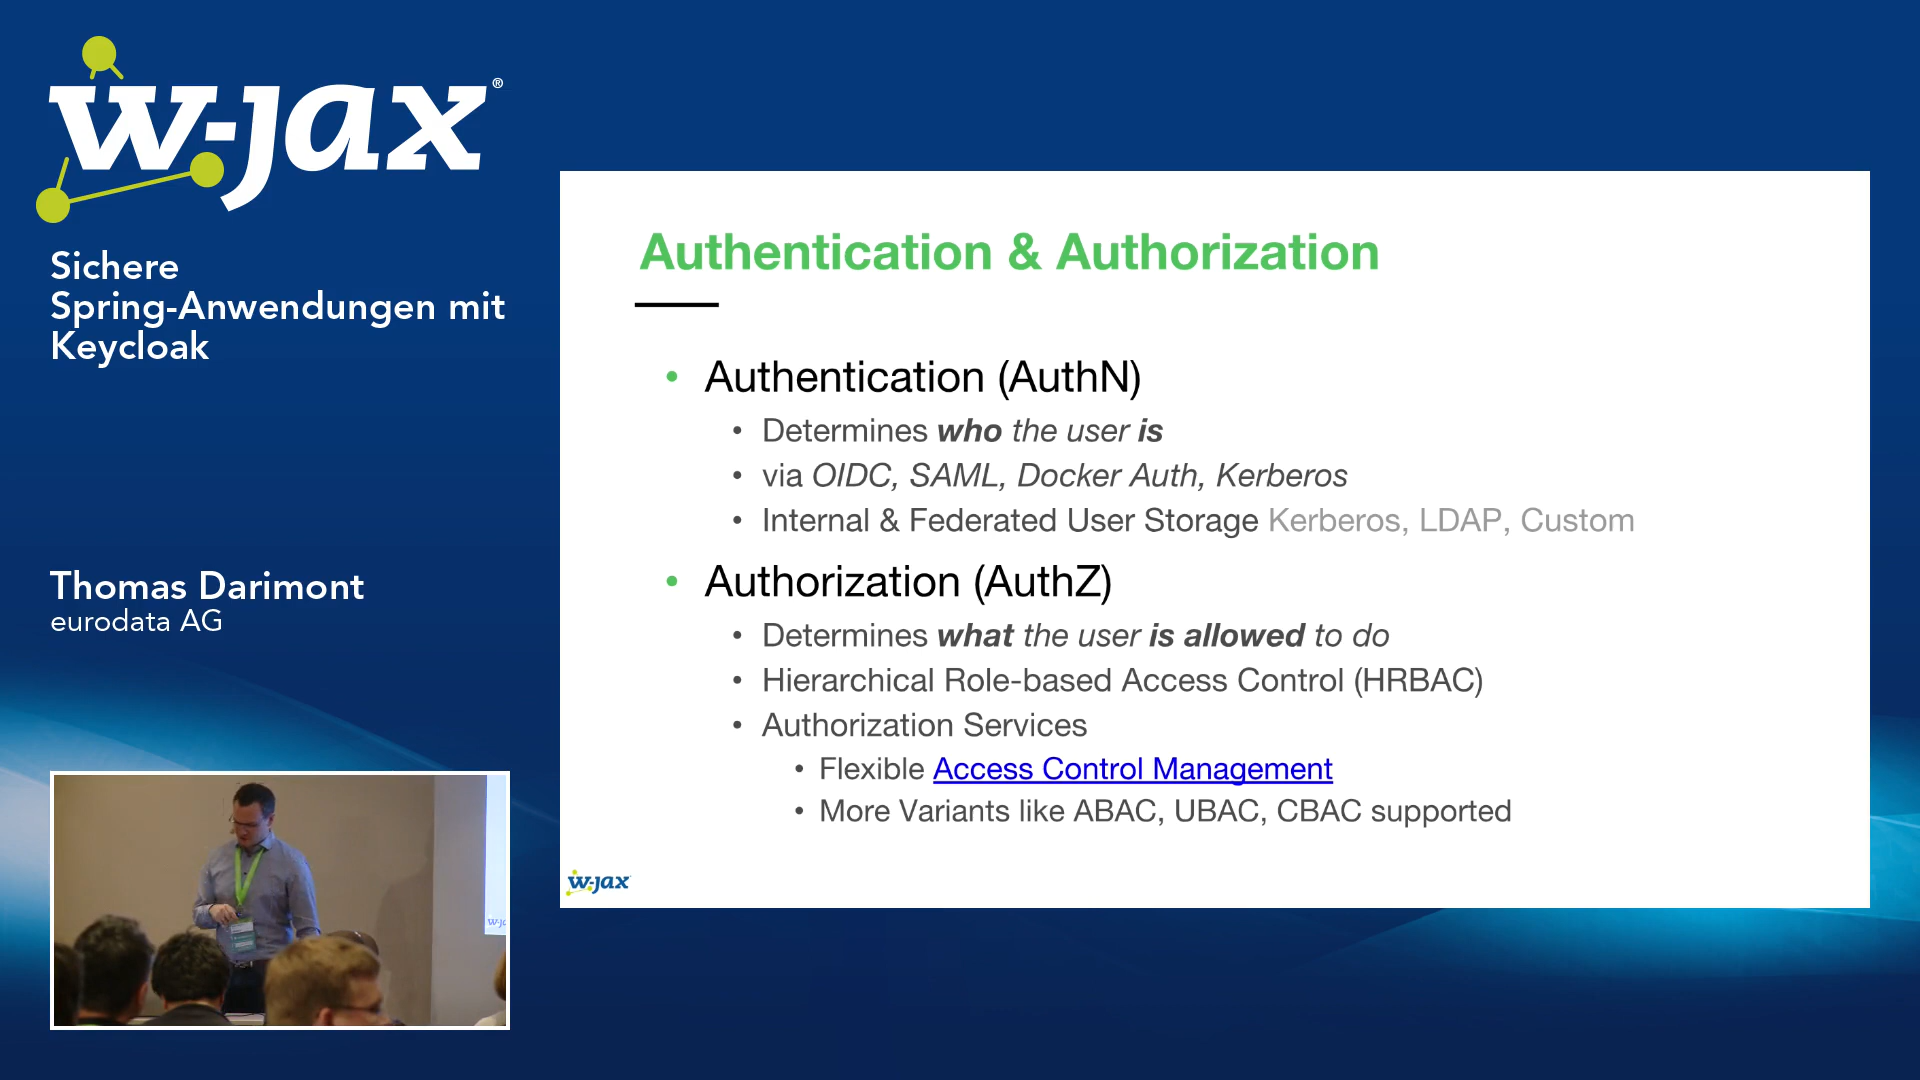 w-jax®
Sichere
Spring-Anwendungen mit
Keycloak
Thomas Darimont
eurodata AG
Authentication & Authorization
• Authentication (AuthN)
• Determines who the user is
• via OIDC, SAML, Docker Auth, Kerberos
• Internal & Federated User Storage Kerberos, LDAP, Custom
• Authorization (AuthZ)
• Determines what the user is allowed to do
• Hierarchical Role-based Access Control (HRBAC)
• Authorization Services
• Flexible Access Control Management
• More Variants like ABAC, UBAC, CBAC supported
w-jax